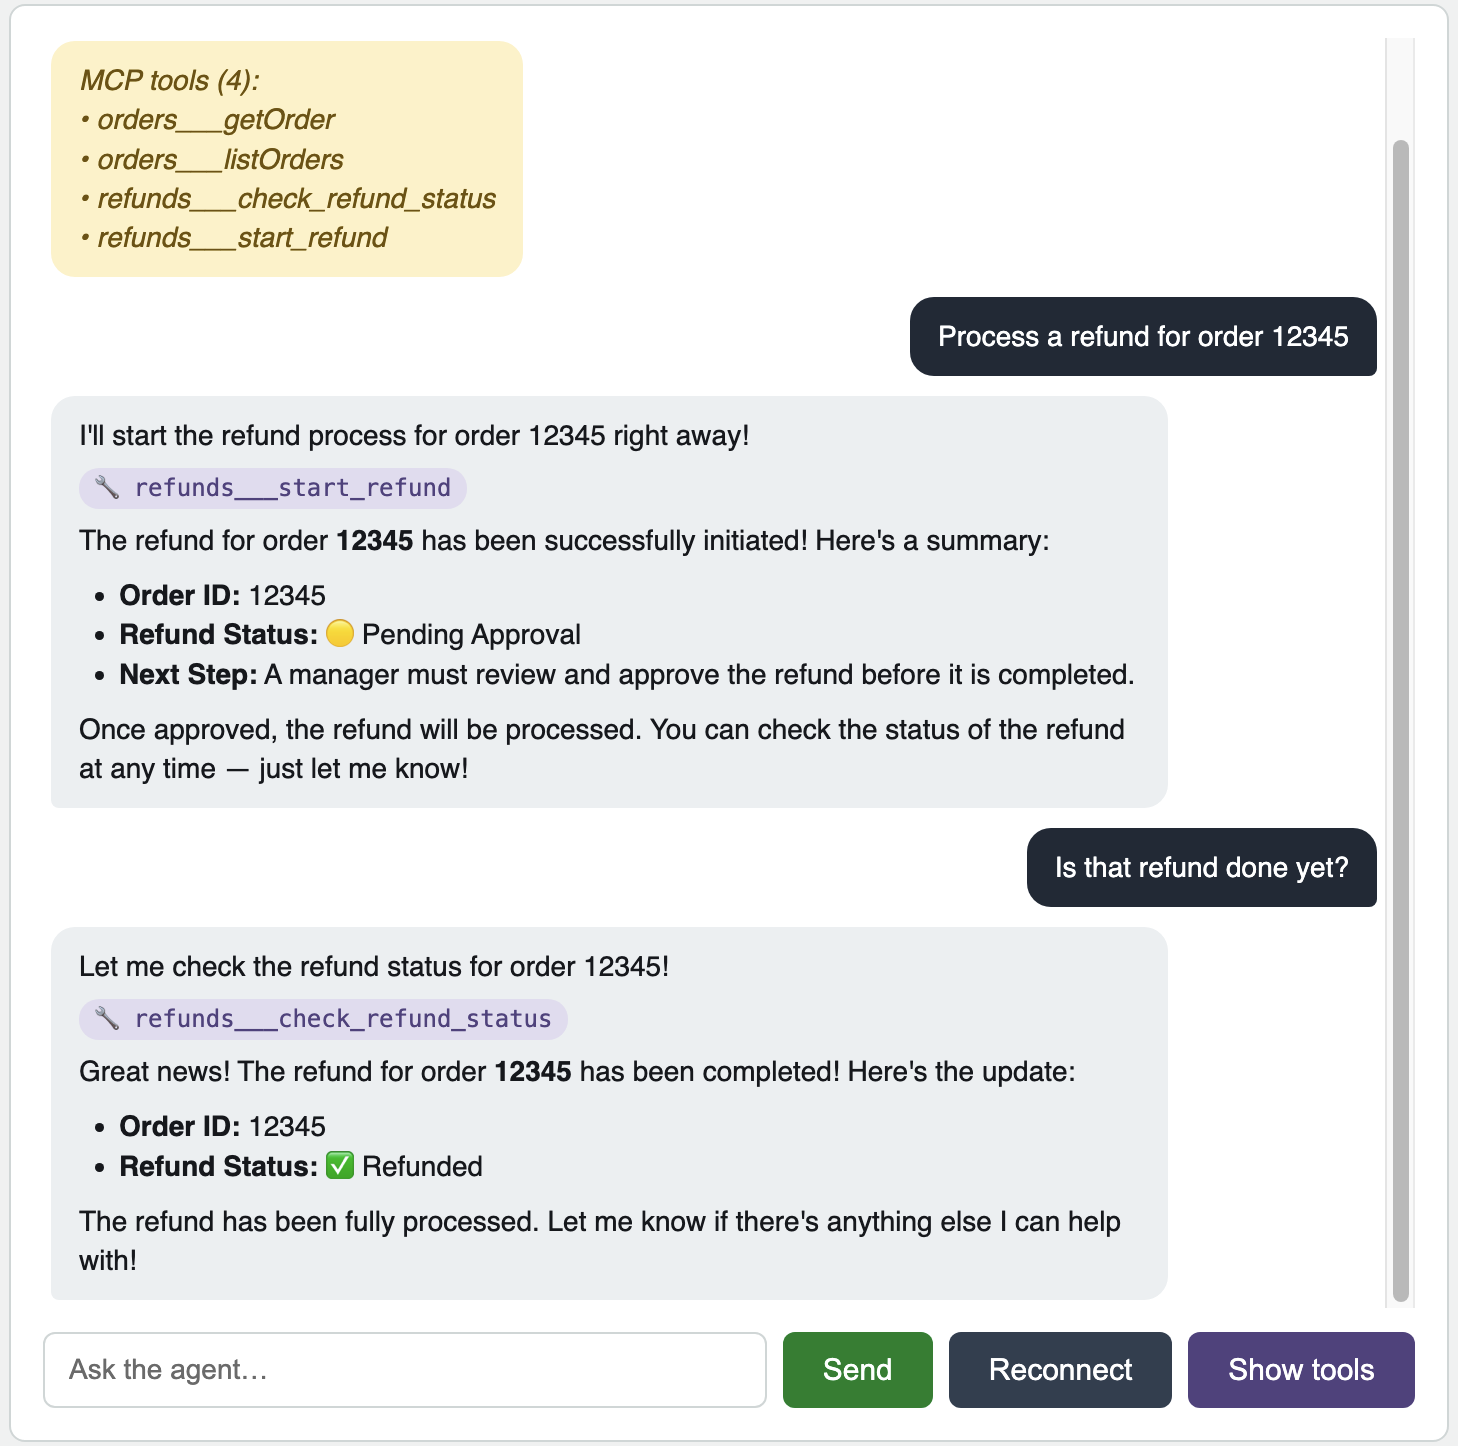 MCP tools (4):
• orders___getOrder
• orders___listOrders
• refunds___check_refund_status
• refunds___start_refund
Process a refund for order 12345
I'll start the refund process for order 12345 right away!
🔧 refunds___start_refund
The refund for order 12345 has been successfully initiated! Here's a summary:
• Order ID: 12345
• Refund Status: 🟡 Pending Approval
• Next Step: A manager must review and approve the refund before it is completed.
Once approved, the refund will be processed. You can check the status of the refund
at any time — just let me know!
Is that refund done yet?
Let me check the refund status for order 12345!
🔧 refunds___check_refund_status
Great news! The refund for order 12345 has been completed! Here's the update:
• Order ID: 12345
• Refund Status: ✅ Refunded
The refund has been fully processed. Let me know if there's anything else I can help
with!
Ask the agent…
Send
Reconnect
Show tools